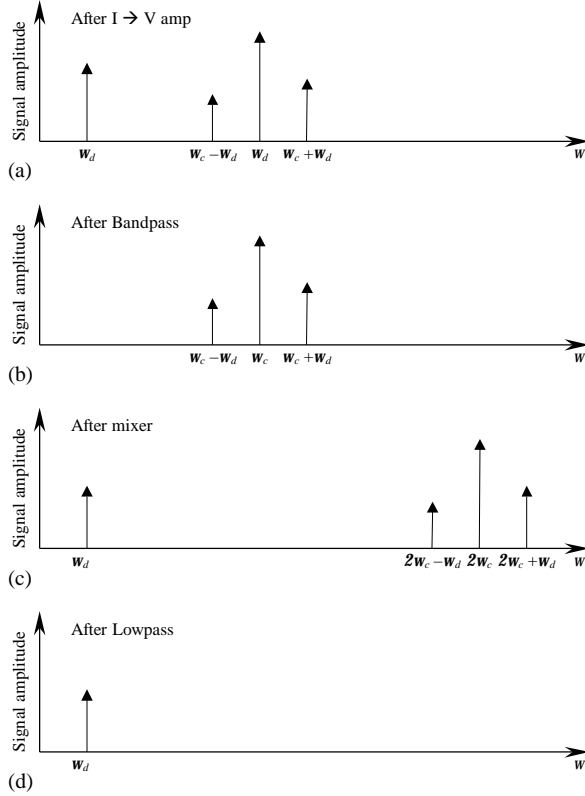 After I → V amp
Signal amplitude
w_d w_c – w_d w_d w_c + w_d w
(a)
After Bandpass
Signal amplitude
w_c – w_d w_c w_c + w_d w
(b)
After mixer
Signal amplitude
w_d 2w_c – w_d 2w_c 2w_c + w_d w
(c)
After Lowpass
Signal amplitude
w_d w
(d)